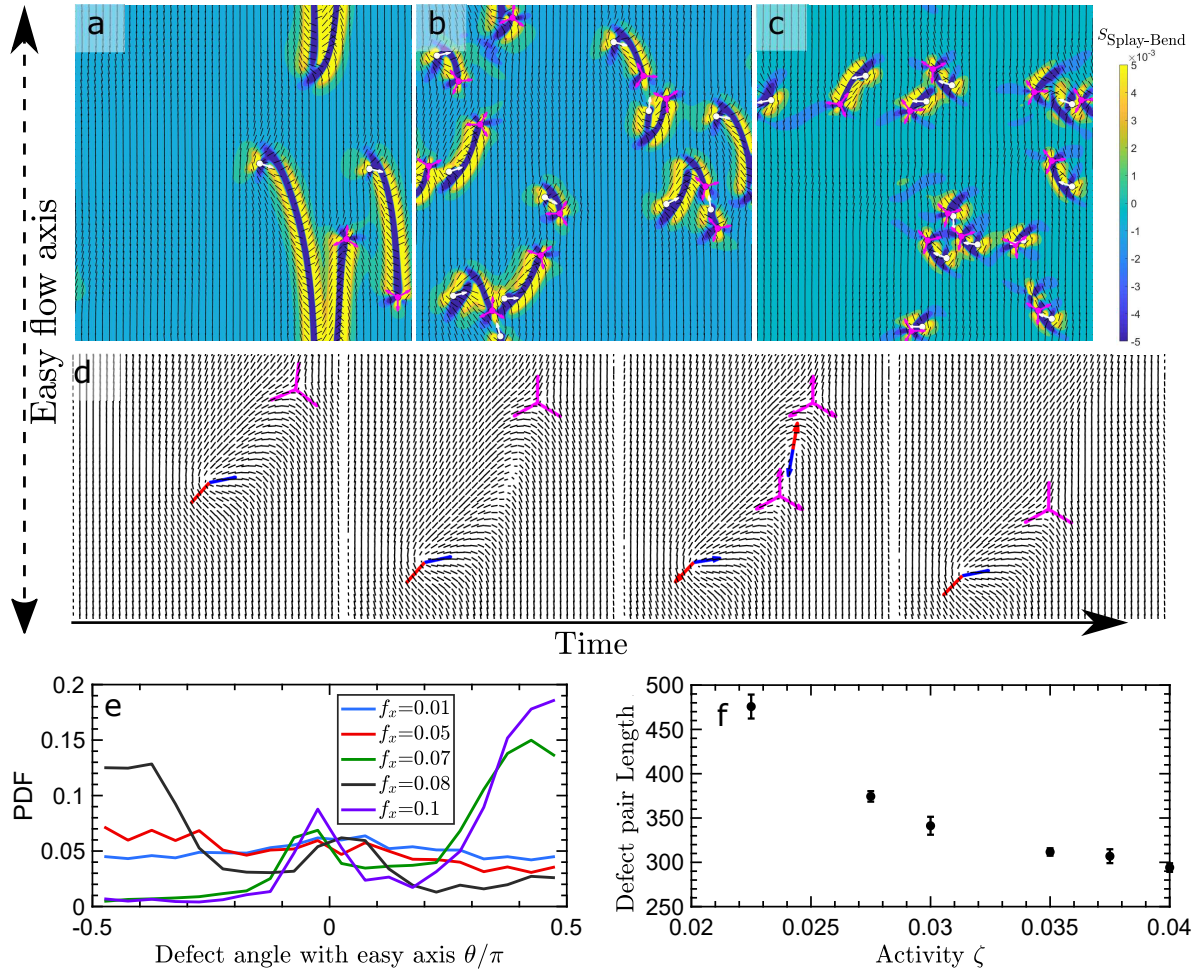 a
b
c
S_Splay-Bend
×10⁻³
5
4
3
2
1
0
-1
-2
-3
-4
-5
Easy flow axis
d
Time
e
0.2
0.15
0.1
0.05
0
-0.5
0
0.5
PDF
f_x=0.01
f_x=0.05
f_x=0.07
f_x=0.08
f_x=0.1
Defect angle with easy axis θ/π
f
500
450
400
350
300
250
0.02
0.025
0.03
0.035
0.04
Defect pair Length
Activity ζ